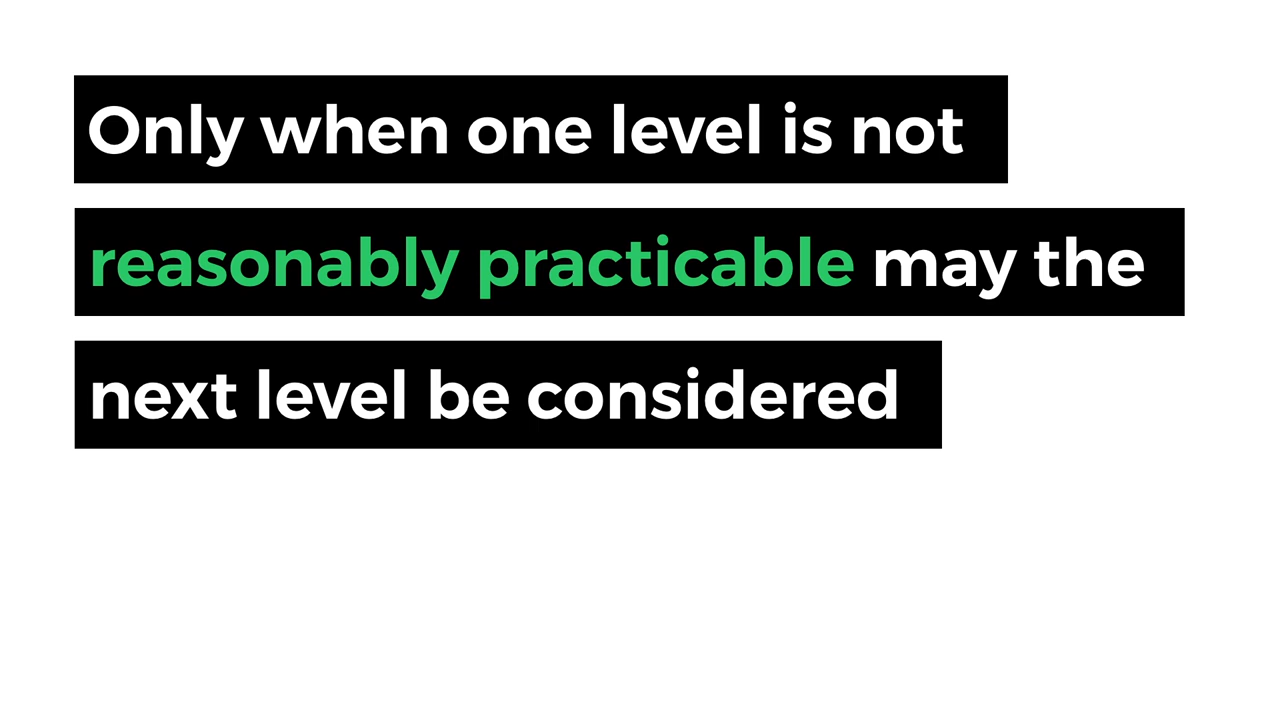 Only when one level is not
reasonably practicable may the
next level be considered